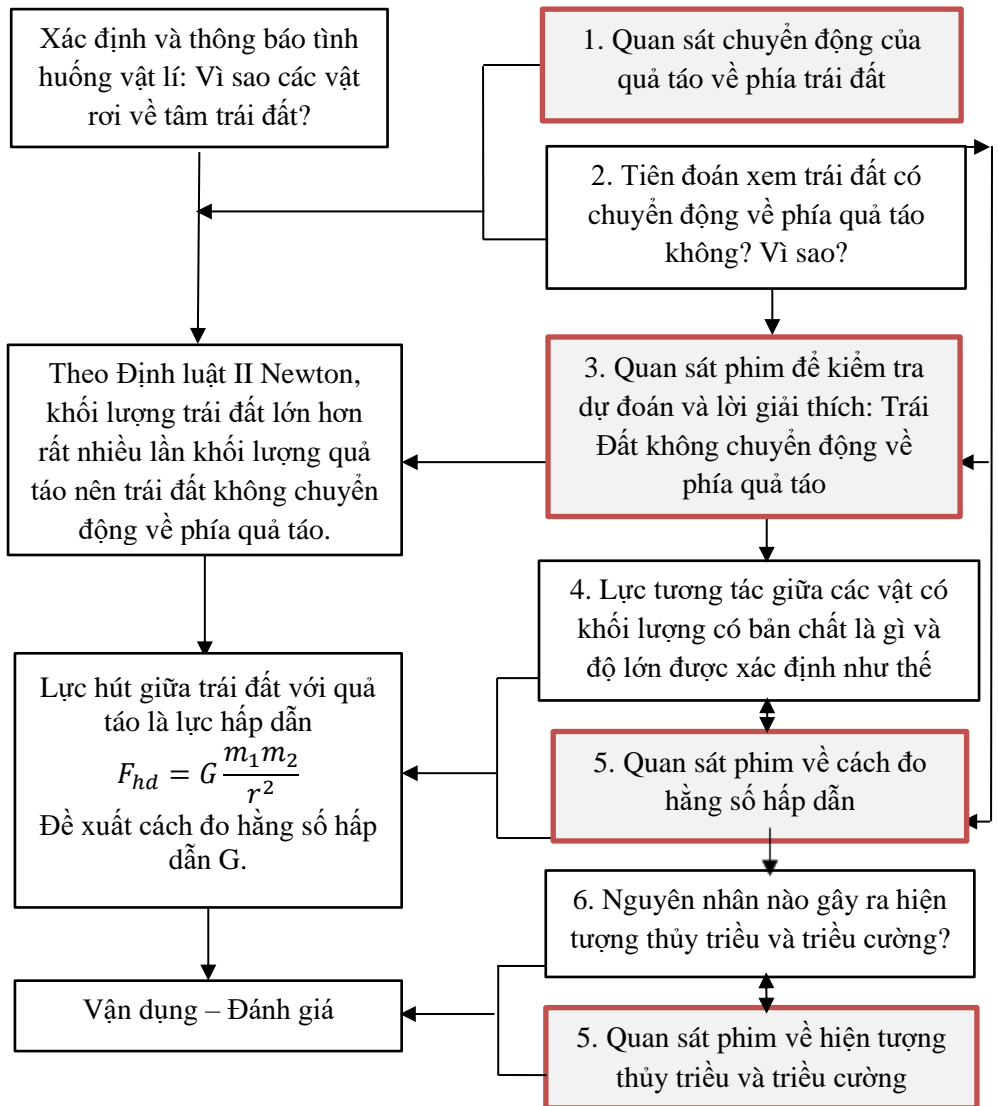 Xác định và thông báo tình
huống vật lí: Vì sao các vật
rơi về tâm trái đất?
1. Quan sát chuyển động của
quả táo về phía trái đất
2. Tiên đoán xem trái đất có
chuyển động về phía quả táo
không? Vì sao?
Theo Định luật II Newton,
khối lượng trái đất lớn hơn
rất nhiều lần khối lượng quả
táo nên trái đất không chuyển
động về phía quả táo.
3. Quan sát phim để kiểm tra
dự đoán và lời giải thích: Trái
Đất không chuyển động về
phía quả táo
4. Lực tương tác giữa các vật có
khối lượng có bản chất là gì và
độ lớn được xác định như thế
Lực hút giữa trái đất với quả
táo là lực hấp dẫn
$F_{hd} = G\frac{m_1 m_2}{r^2}$
Đề xuất cách đo hằng số hấp
dẫn G.
5. Quan sát phim về cách đo
hằng số hấp dẫn
6. Nguyên nhân nào gây ra hiện
tượng thủy triều và triều cường?
Vận dụng – Đánh giá
5. Quan sát phim về hiện tượng
thủy triều và triều cường